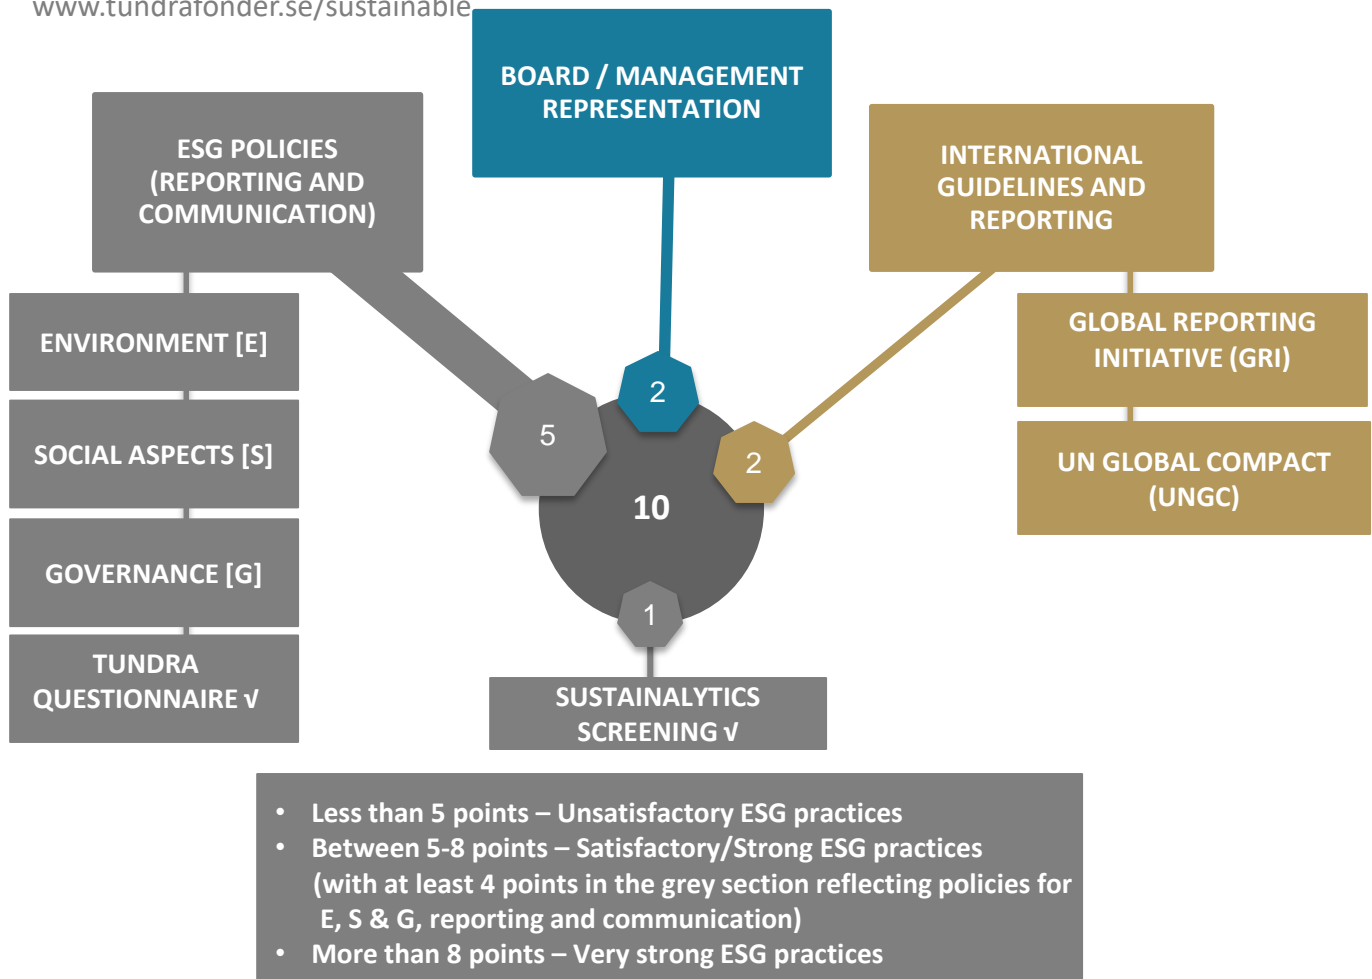 www.tundrafonder.se/sustainable
BOARD / MANAGEMENT
REPRESENTATION
ESG POLICIES
(REPORTING AND
COMMUNICATION)
INTERNATIONAL
GUIDELINES AND
REPORTING
ENVIRONMENT [E]
SOCIAL ASPECTS [S]
GOVERNANCE [G]
TUNDRA
QUESTIONNAIRE √
GLOBAL REPORTING
INITIATIVE (GRI)
UN GLOBAL COMPACT
(UNGC)
5
2
2
10
1
SUSTAINALYTICS
SCREENING √
• Less than 5 points – Unsatisfactory ESG practices
• Between 5-8 points – Satisfactory/Strong ESG practices
(with at least 4 points in the grey section reflecting policies for
E, S & G, reporting and communication)
• More than 8 points – Very strong ESG practices